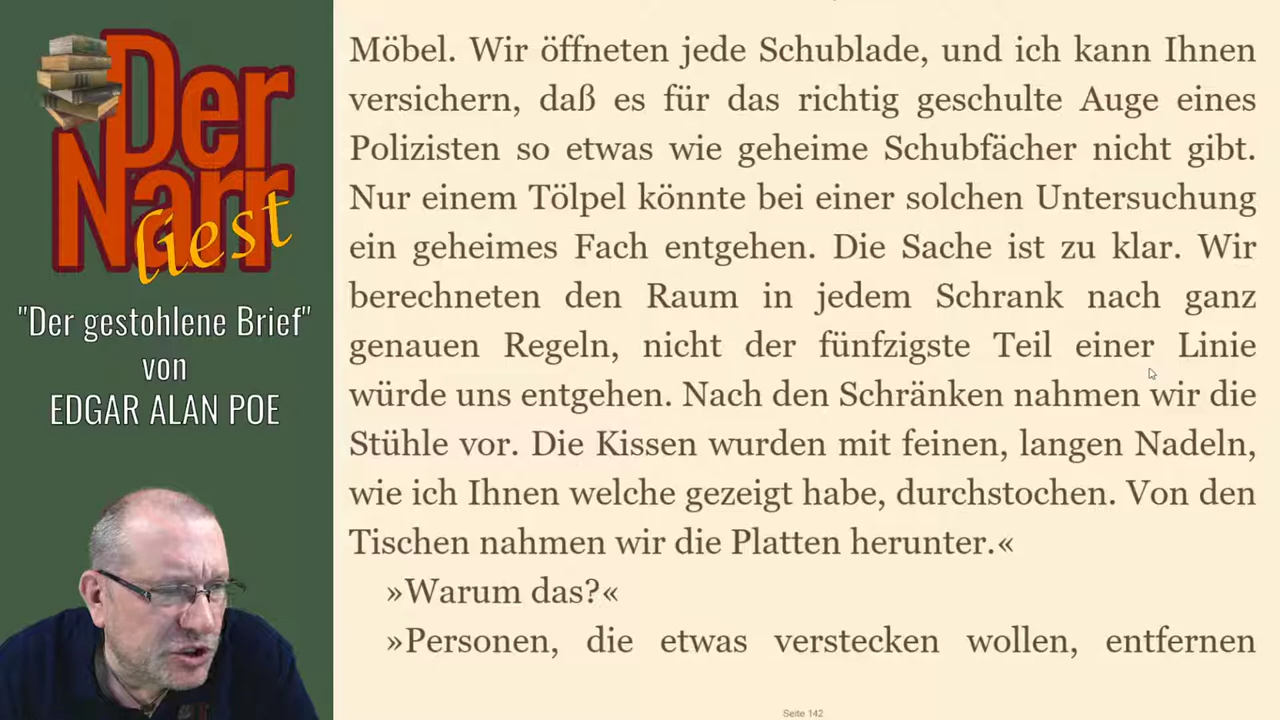 Der
Narr
liest
"Der gestohlene Brief"
von
EDGAR ALAN POE
Möbel. Wir öffneten jede Schublade, und ich kann Ihnen
versichern, daß es für das richtig geschulte Auge eines
Polizisten so etwas wie geheime Schubfächer nicht gibt.
Nur einem Tölpel könnte bei einer solchen Untersuchung
ein geheimes Fach entgehen. Die Sache ist zu klar. Wir
berechneten den Raum in jedem Schrank nach ganz
genauen Regeln, nicht der fünfzigste Teil einer Linie
würde uns entgehen. Nach den Schränken nahmen wir die
Stühle vor. Die Kissen wurden mit feinen, langen Nadeln,
wie ich Ihnen welche gezeigt habe, durchstochen. Von den
Tischen nahmen wir die Platten herunter.«
»Warum das?«
»Personen, die etwas verstecken wollen, entfernen
Seite 142